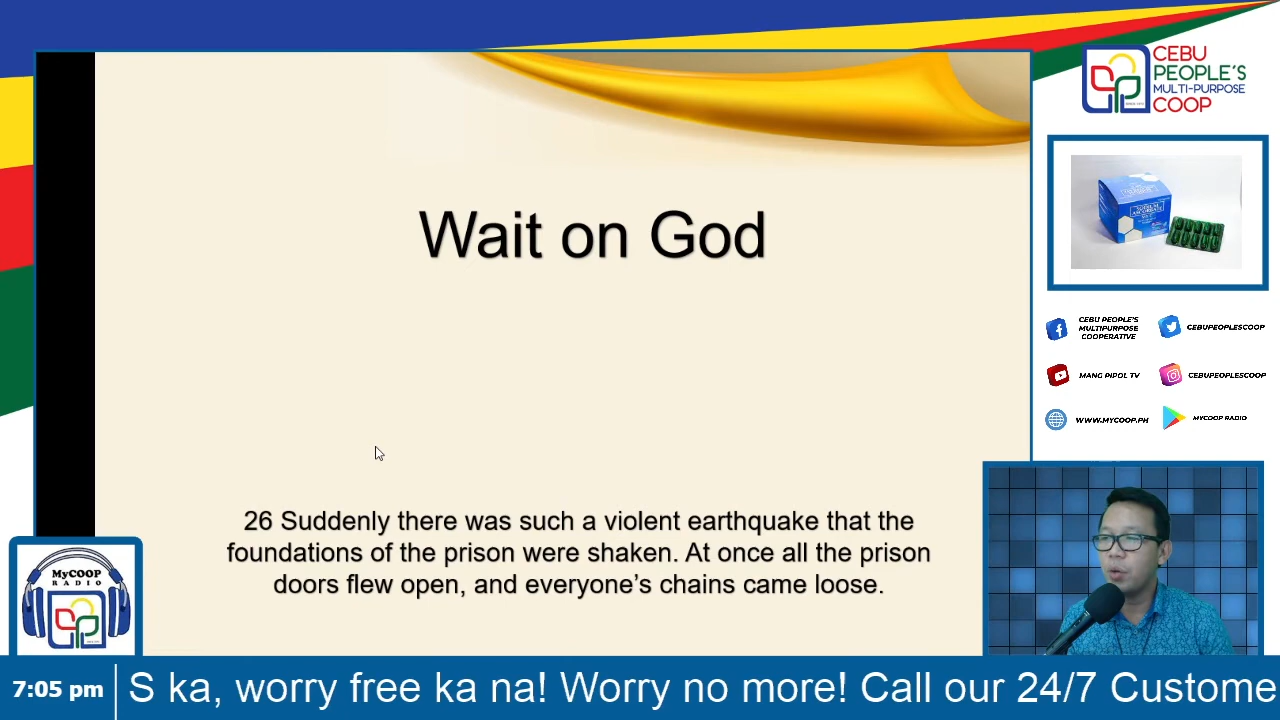 CEBU
PEOPLE'S
MULTI-PURPOSE
COOP
Wait on God
26 Suddenly there was such a violent earthquake that the
foundations of the prison were shaken. At once all the prison
doors flew open, and everyone's chains came loose.
SODIUM
ASCORBATE
CEBU PEOPLE'S
MULTIPURPOSE
COOPERATIVE
CEBUPEOPLESCOOP
MANG PIPOL TV
CEBUPEOPLESCOOP
WWW.MYCOOP.PH
MYCOOP RADIO
MyCOOP
RADIO
7:05 pm
S ka, worry free ka na! Worry no more! Call our 24/7 Custome